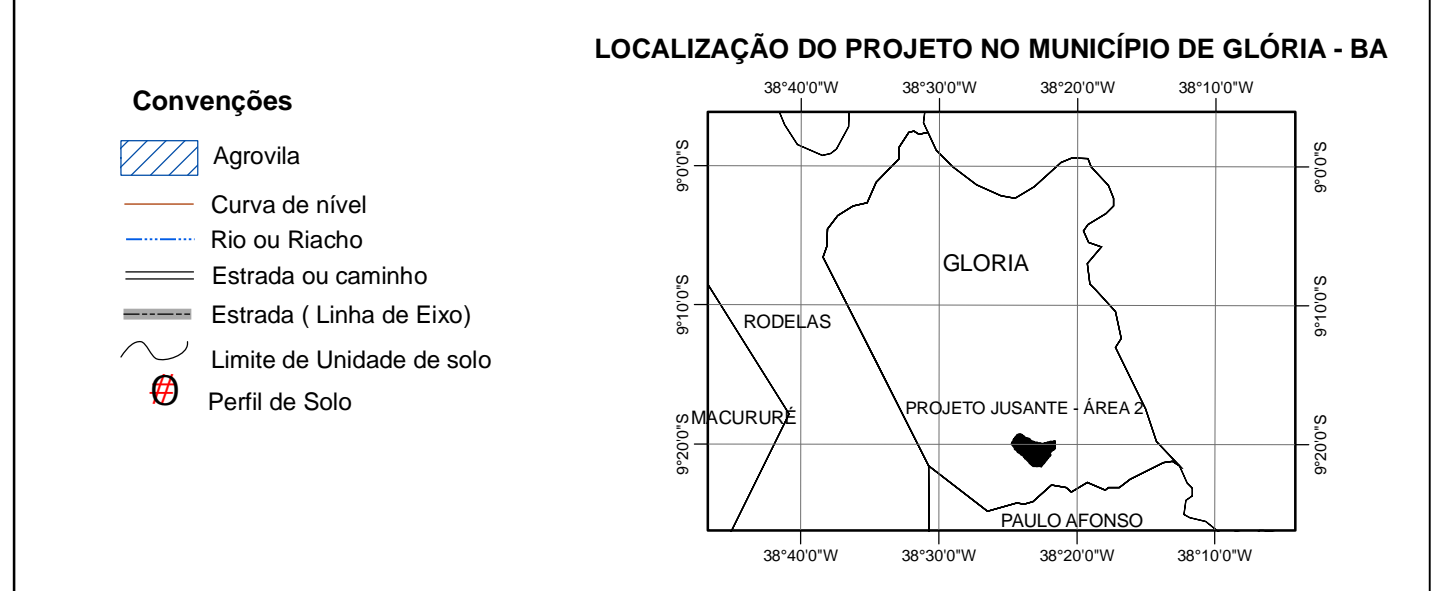 LOCALIZAÇÃO DO PROJETO NO MUNICÍPIO DE GLÓRIA - BA
Convenções
Agrovila
Curva de nível
Rio ou Riacho
Estrada ou caminho
Estrada ( Linha de Eixo)
Limite de Unidade de solo
Perfil de Solo
38°40'0"W 38°30'0"W 38°20'0"W 38°10'0"W
9°0'0"S 9°0'0"S
GLORIA
9°10'0"S 9°10'0"S
RODELAS
PROJETO JUSANTE - ÁREA 2
MACURURÉ
9°20'0"S 9°20'0"S
PAULO AFONSO
38°40'0"W 38°30'0"W 38°20'0"W 38°10'0"W